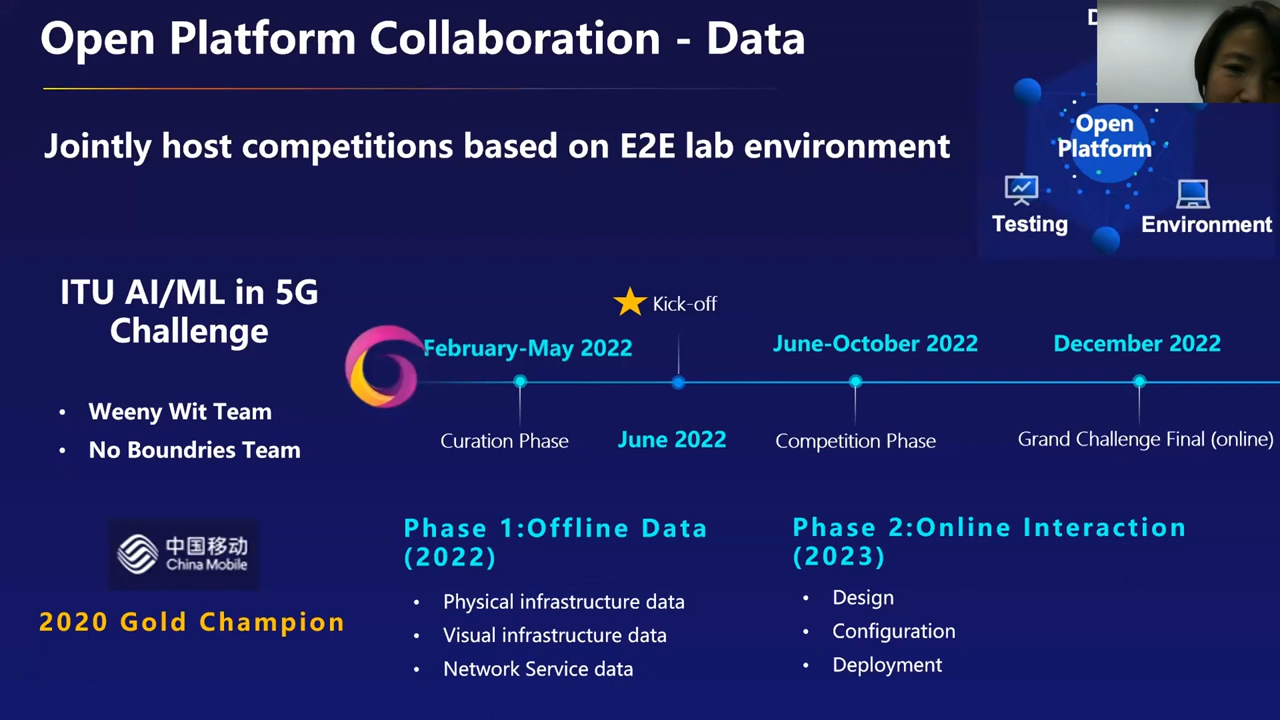 Open Platform Collaboration - Data
Jointly host competitions based on E2E lab environment
Open
Platform
Testing
Environment
ITU AI/ML in 5G
Challenge
Weeny Wit Team
No Boundries Team
Kick-off
February-May 2022
June-October 2022
December 2022
Curation Phase
June 2022
Competition Phase
Grand Challenge Final (online)
中国移动
China Mobile
2020 Gold Champion
Phase 1:Offline Data
(2022)
Physical infrastructure data
Visual infrastructure data
Network Service data
Phase 2:Online Interaction
(2023)
Design
Configuration
Deployment